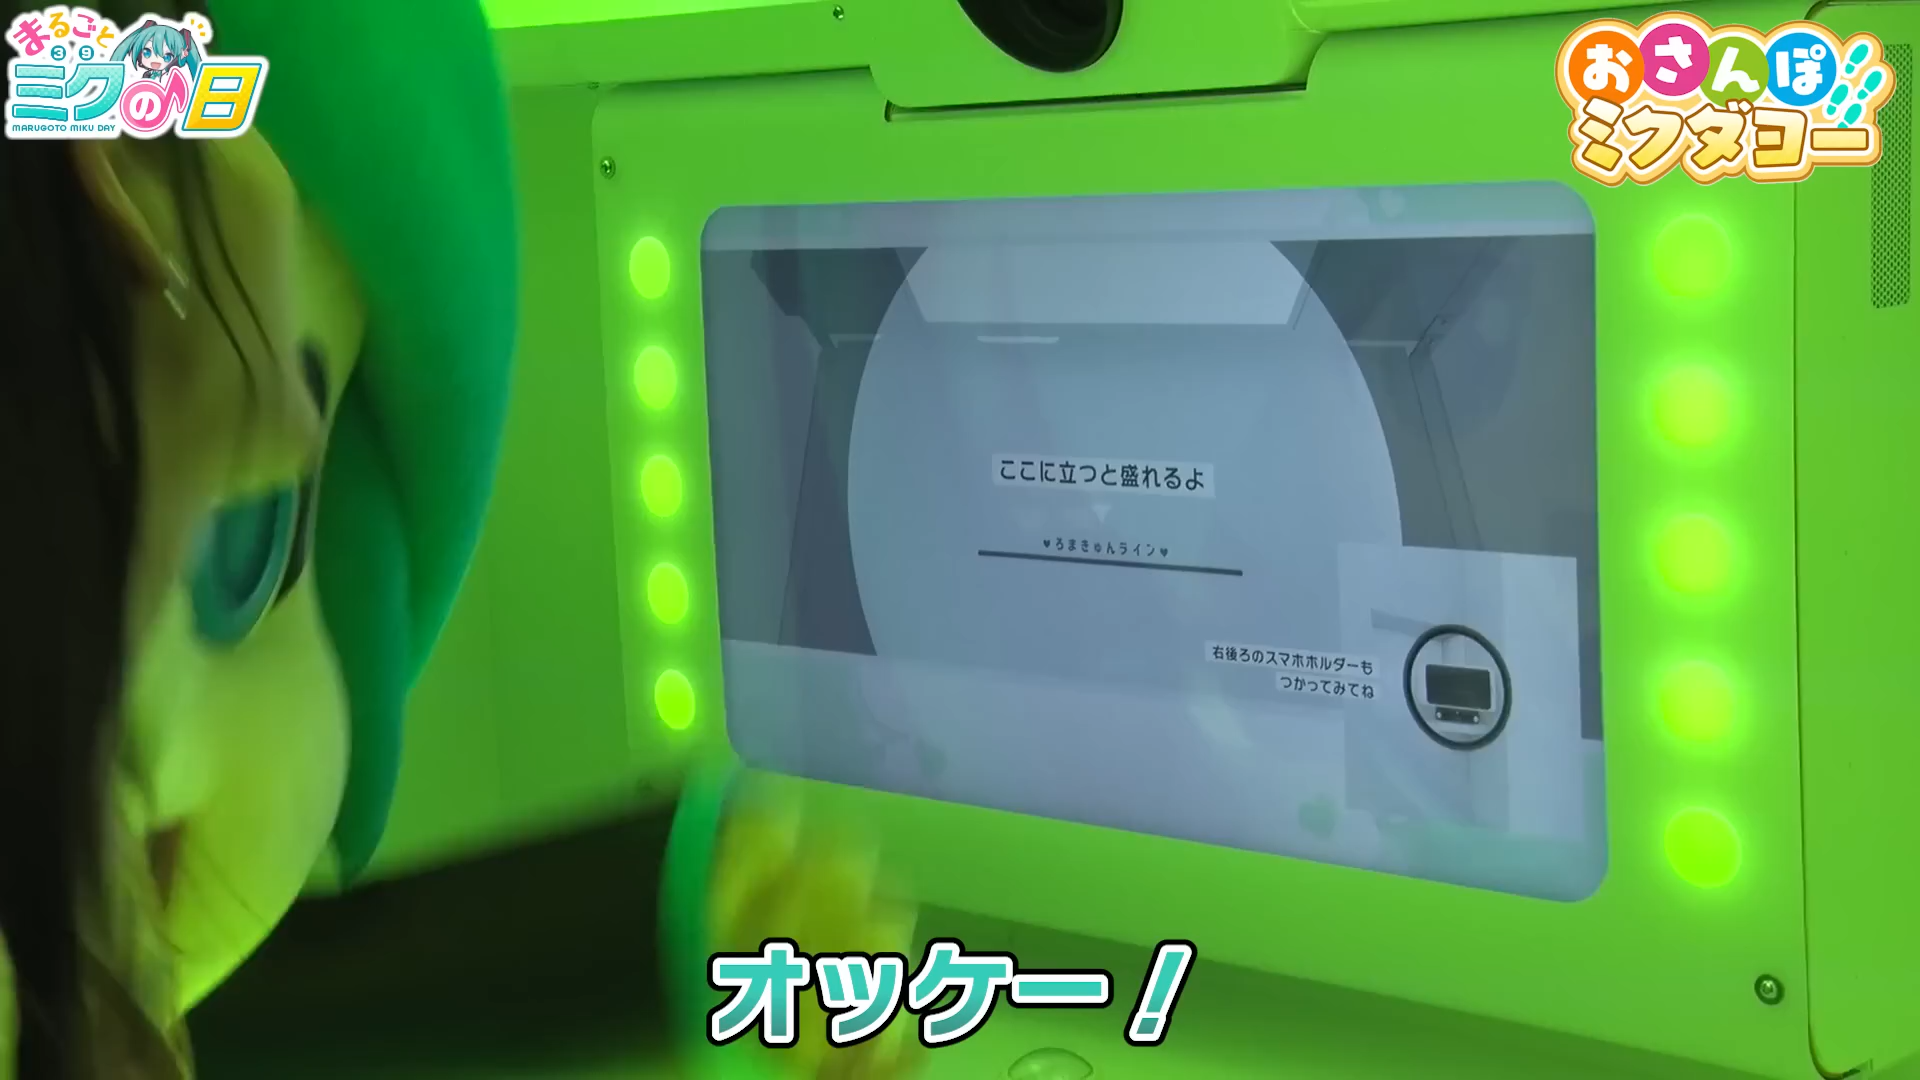 まるごと
39
ミクの日
MARUGOTO MIKU DAY
おさんぽ
ミクダヨー
ここに立つと盛れるよ
♥ろまきゅんライン♥
右後ろのスマホホルダーも
つかってみてね
オッケー！